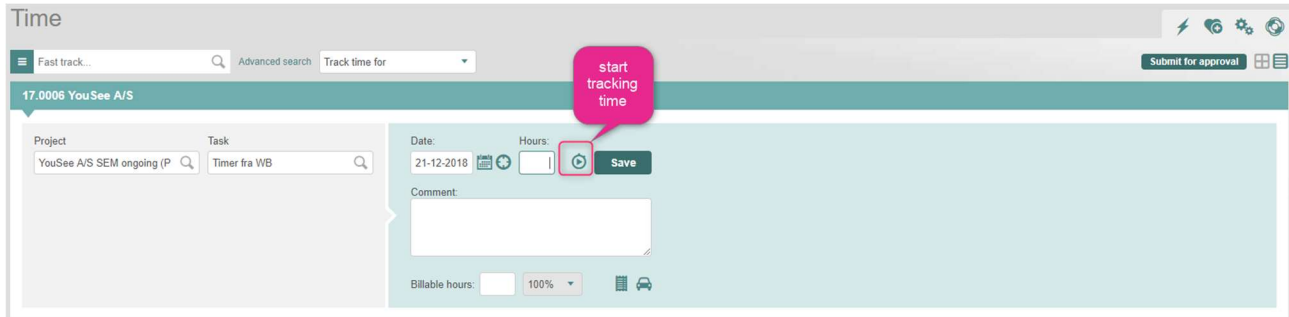 Time
Fast track...
Advanced search
Track time for
Submit for approval
start
tracking
time
17.0006 YouSee A/S
Project
Task
YouSee A/S SEM ongoing (P
Timer fra WB
Date:
Hours:
21-12-2018
Save
Comment:
Billable hours:
100%